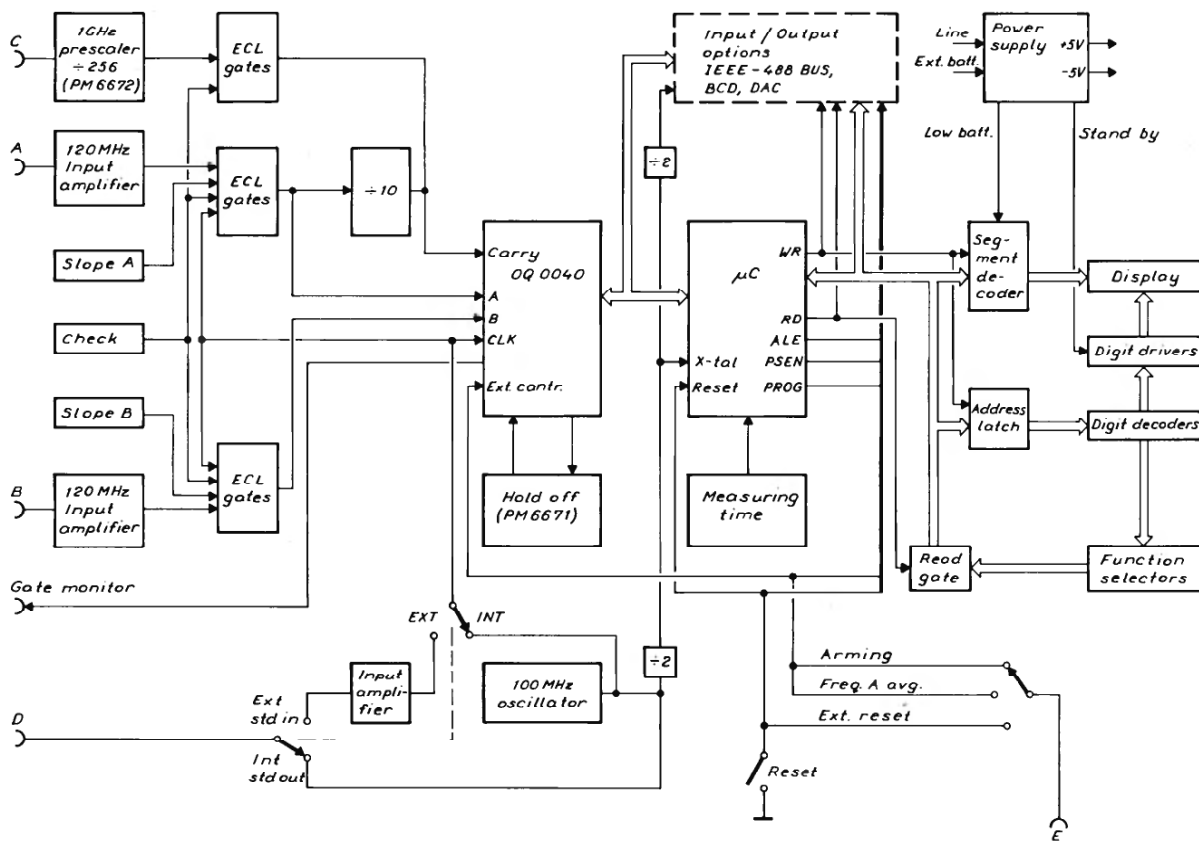 C
1GHz
prescaler
÷256
(PM6672)
ECL
gates
Input / Output
options
IEEE-488 BUS,
BCD, DAC
Line
Ext. batt.
Power
supply
+5V
-5V
Low batt.
Stand by
A
120MHz
Input
amplifier
ECL
gates
÷10
÷2
Slope A
Carry
OQ 0040
A
B
CLK
Ext. contr.
µC
WR
RD
ALE
X-tal
PSEN
Reset
PROG
Seg-
ment
de-
coder
Display
Check
Digit drivers
Slope B
Address
latch
Digit decoders
ECL
gates
B
120MHz
Input
amplifier
Hold off
(PM6671)
Measuring
time
Read
gate
Function
selectors
Gate monitor
EXT
INT
÷2
Input
ampli-
fier
100MHz
oscillator
Arming
Freq. A avg.
Ext. reset
Ext
std in
D
Int
std out
Reset
E